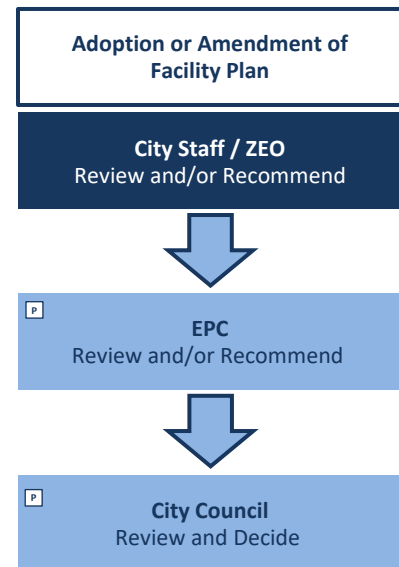 Adoption or Amendment of
Facility Plan
City Staff / ZEO
Review and/or Recommend
P
EPC
Review and/or Recommend
P
City Council
Review and Decide